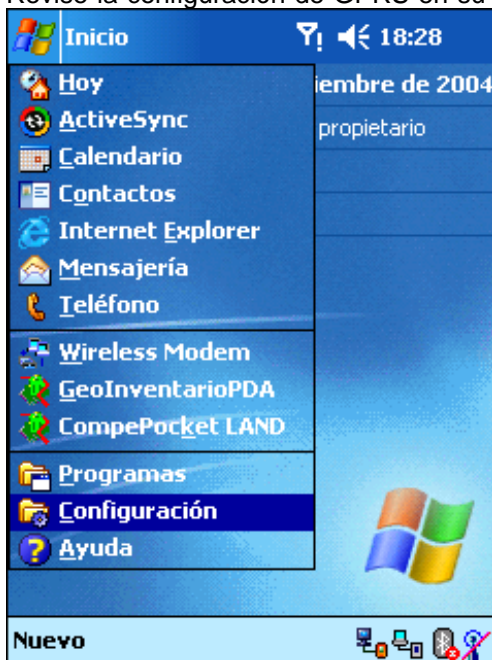 Revise la configuración de GPRS en su
Inicio 18:28
Hoy
iembre de 2004
ActiveSync
propietario
Calendario
Contactos
Internet Explorer
Mensajería
Teléfono
Wireless Modem
GeoInventarioPDA
CompePocket LAND
Programas
Configuración
Ayuda
Nuevo